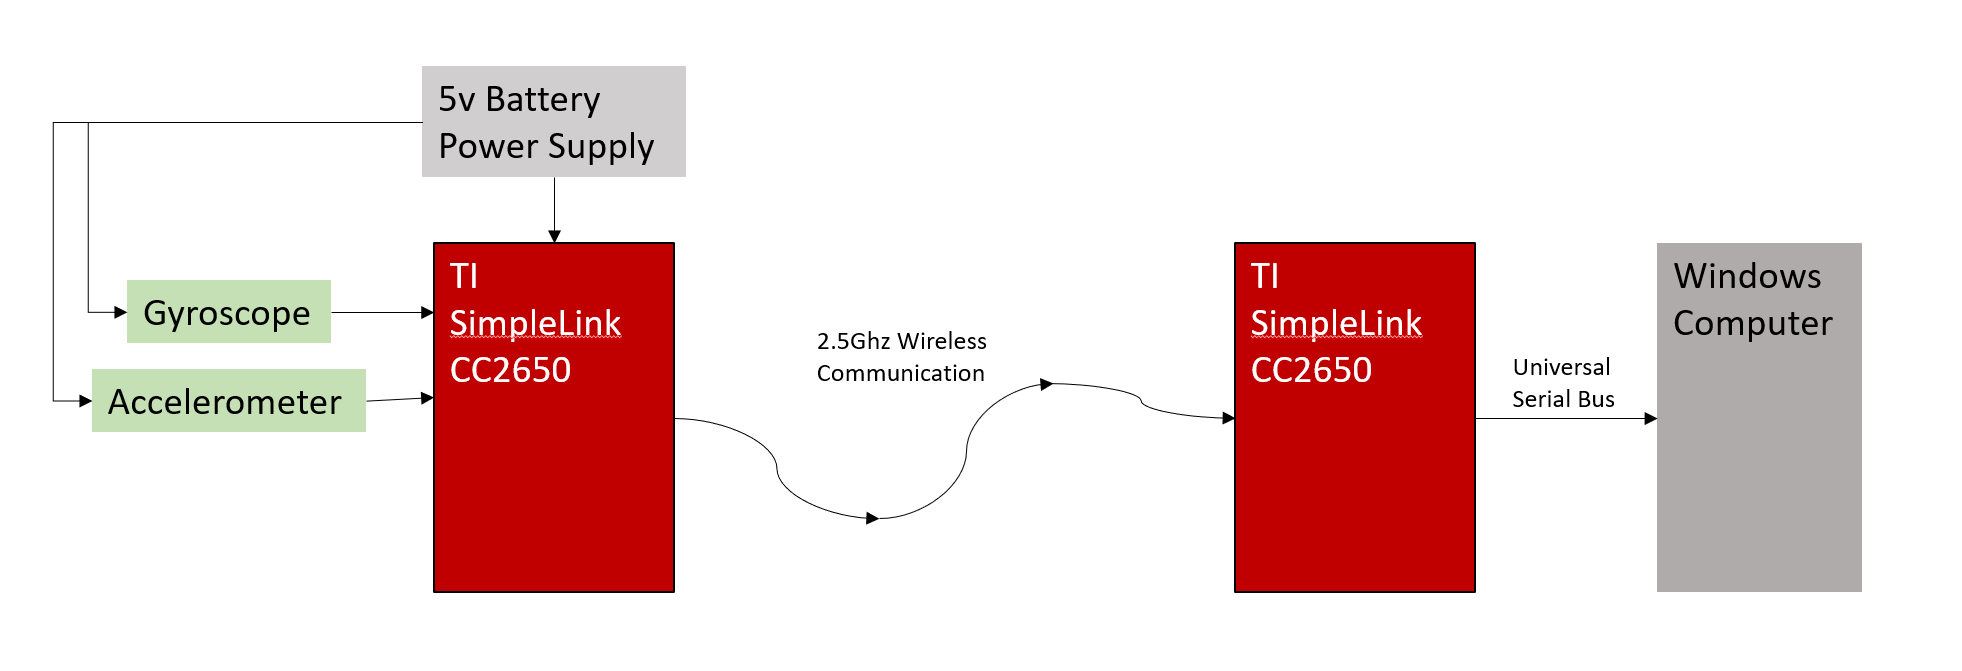 5v Battery
Power Supply
Gyroscope
Accelerometer
TI
SimpleLink
CC2650
2.5Ghz Wireless
Communication
TI
SimpleLink
CC2650
Universal
Serial Bus
Windows
Computer